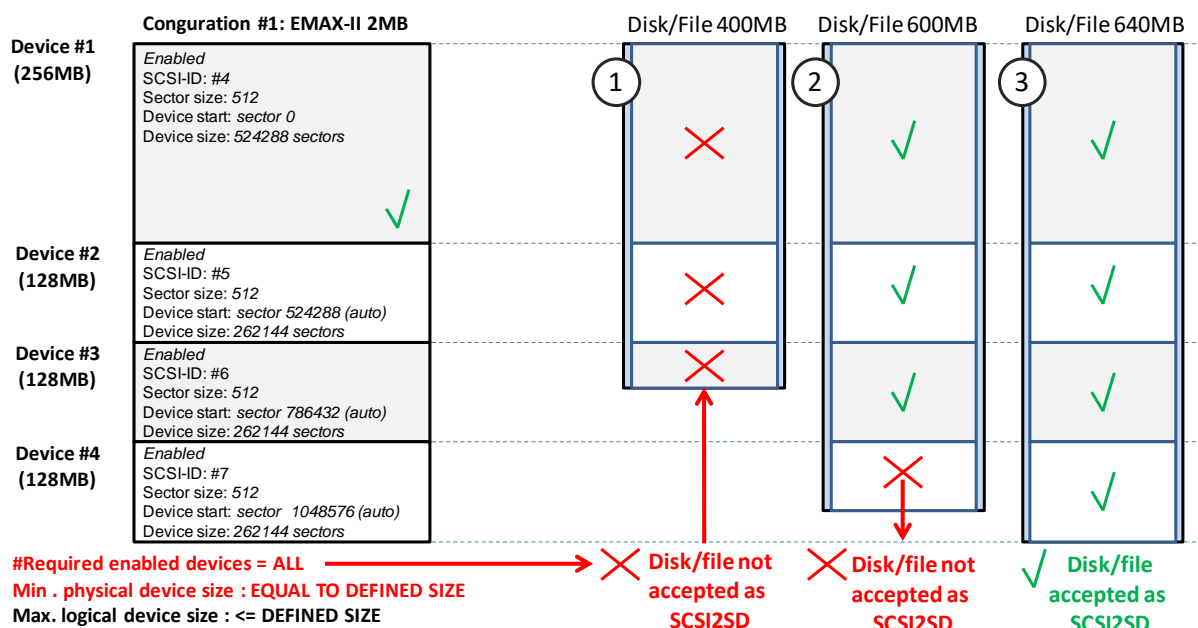 Conguration #1: EMAX-II 2MB
Disk/File 400MB
Disk/File 600MB
Disk/File 640MB
Device #1
(256MB)
Enabled
SCSI-ID: #4
Sector size: 512
Device start: sector 0
Device size: 524288 sectors
1
2
3
Device #2
(128MB)
Enabled
SCSI-ID: #5
Sector size: 512
Device start: sector 524288 (auto)
Device size: 262144 sectors
Device #3
(128MB)
Enabled
SCSI-ID: #6
Sector size: 512
Device start: sector 786432 (auto)
Device size: 262144 sectors
Device #4
(128MB)
Enabled
SCSI-ID: #7
Sector size: 512
Device start: sector 1048576 (auto)
Device size: 262144 sectors
#Required enabled devices = ALL
Min . physical device size : EQUAL TO DEFINED SIZE
Max. logical device size : <= DEFINED SIZE
Disk/file not
accepted as
SCSI2SD
Disk/file not
accepted as
SCSI2SD
Disk/file
accepted as
SCSI2SD